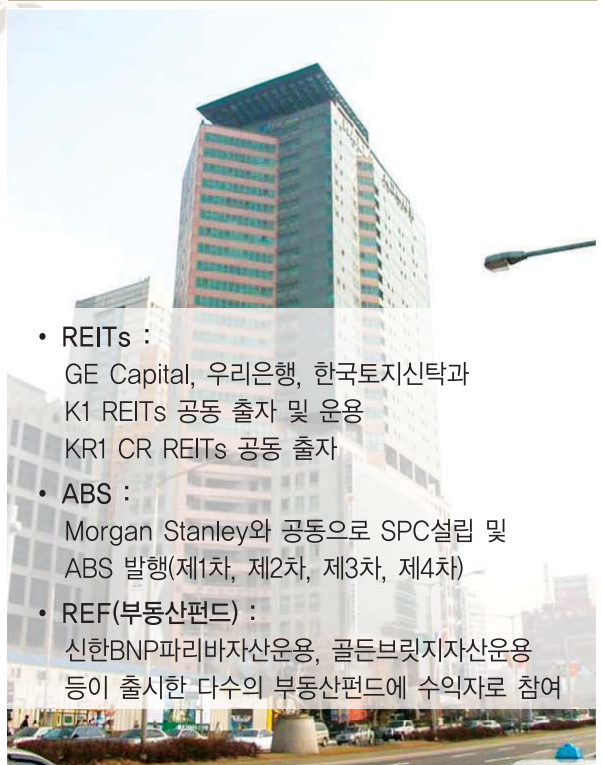 • REITs :
GE Capital, 우리은행, 한국토지신탁과
K1 REITs 공동 출자 및 운용
KR1 CR REITs 공동 출자
• ABS :
Morgan Stanley와 공동으로 SPC설립 및
ABS 발행(제1차, 제2차, 제3차, 제4차)
• REF(부동산펀드) :
신한BNP파리바자산운용, 골든브릿지자산운용
등이 출시한 다수의 부동산펀드에 수익자로 참여